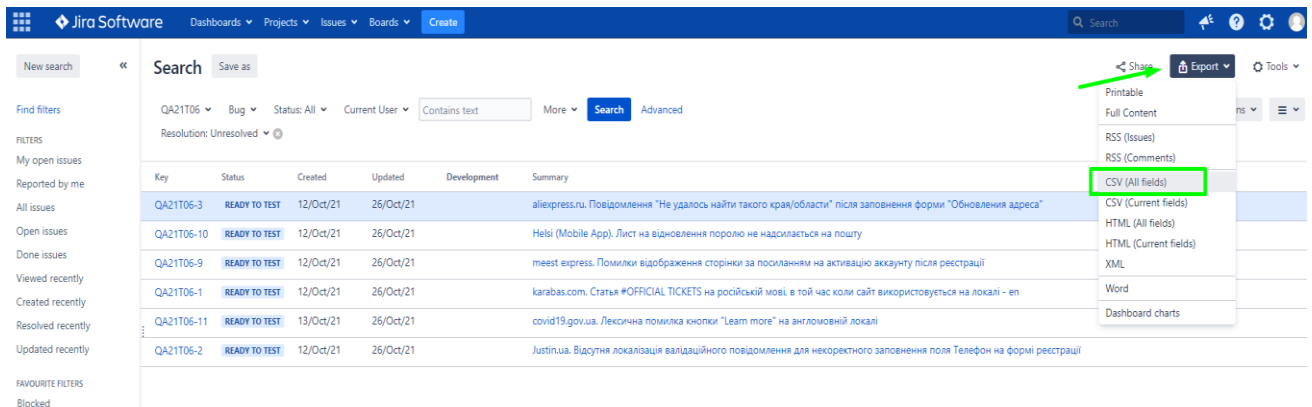 Jira Software Dashboards Projects Issues Boards Create Search
New search Search Save as Share Export Tools
Printable
Find filters QA21T06 Bug Status: All Current User Contains text More Search Advanced Full Content ns
Resolution: Unresolved RSS (Issues)
FILTERS
My open issues RSS (Comments)
Key Status Created Updated Development Summary CSV (All fields)
Reported by me
All issues QA21T06-3 READY TO TEST 12/Oct/21 26/Oct/21 aliexpress.ru. Повідомлення "Не удалось найти такого края/области" після заповнення форми "Обновления адреса" CSV (Current fields)
HTML (All fields)
Open issues QA21T06-10 READY TO TEST 12/Oct/21 26/Oct/21 Helsi (Mobile App). Лист на відновлення поролю не надсилається на пошту HTML (Current fields)
Done issues
QA21T06-9 READY TO TEST 12/Oct/21 26/Oct/21 meest express. Помилки відображення сторінки за посиланням на активацію аккаунту після реєстрації XML
Viewed recently
Created recently QA21T06-1 READY TO TEST 12/Oct/21 26/Oct/21 karabas.com. Статья #OFFICIAL TICKETS на російській мові, в той час коли сайт використовується на локалі - en Word
Dashboard charts
Resolved recently QA21T06-11 READY TO TEST 13/Oct/21 26/Oct/21 covid19.gov.ua. Лексична помилка кнопки "Learn more" на англомовній локалі
Updated recently QA21T06-2 READY TO TEST 12/Oct/21 26/Oct/21 Justin.ua. Відсутня локалізація валідаційного повідомлення для некоректного заповнення поля Телефон на формі реєстрації
FAVOURITE FILTERS
Blocked